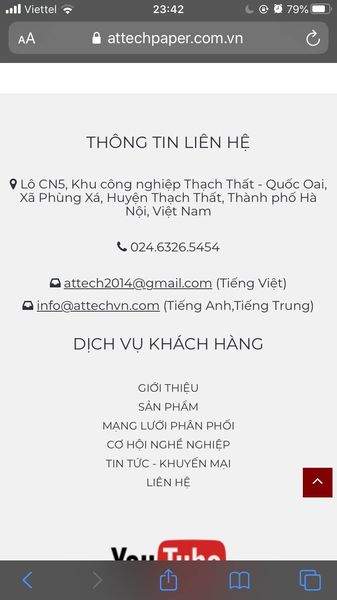 Viettel 23:42 79%
AA attechpaper.com.vn
THÔNG TIN LIÊN HỆ
Lô CN5, Khu công nghiệp Thạch Thất - Quốc Oai,
Xã Phùng Xá, Huyện Thạch Thất, Thành phố Hà
Nội, Việt Nam
024.6326.5454
attech2014@gmail.com (Tiếng Việt)
info@attechvn.com (Tiếng Anh,Tiếng Trung)
DỊCH VỤ KHÁCH HÀNG
GIỚI THIỆU
SẢN PHẨM
MẠNG LƯỚI PHÂN PHỐI
CƠ HỘI NGHỀ NGHIỆP
TIN TỨC - KHUYẾN MẠI
LIÊN HỆ
YouTube